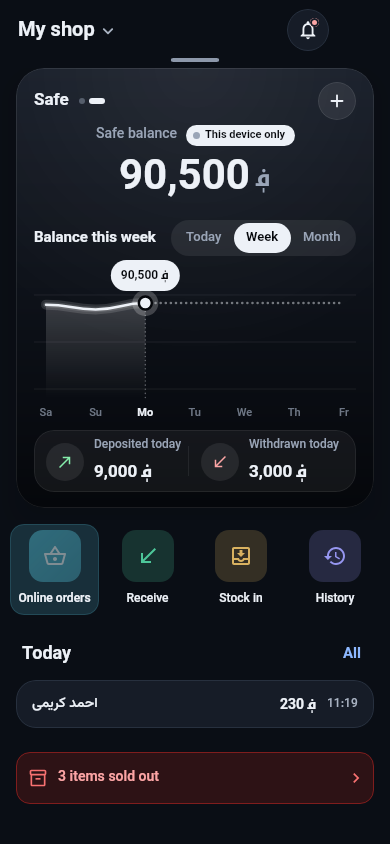 My shop
Safe
Safe balance This device only
90,500 ؋
Balance this week Today Week Month
90,500 ؋
Sa Su Mo Tu We Th Fr
Deposited today Withdrawn today
9,000 ؋ 3,000 ؋
Online orders Receive Stock in History
Today All
احمد کریمی 230 ؋ 11:19
3 items sold out